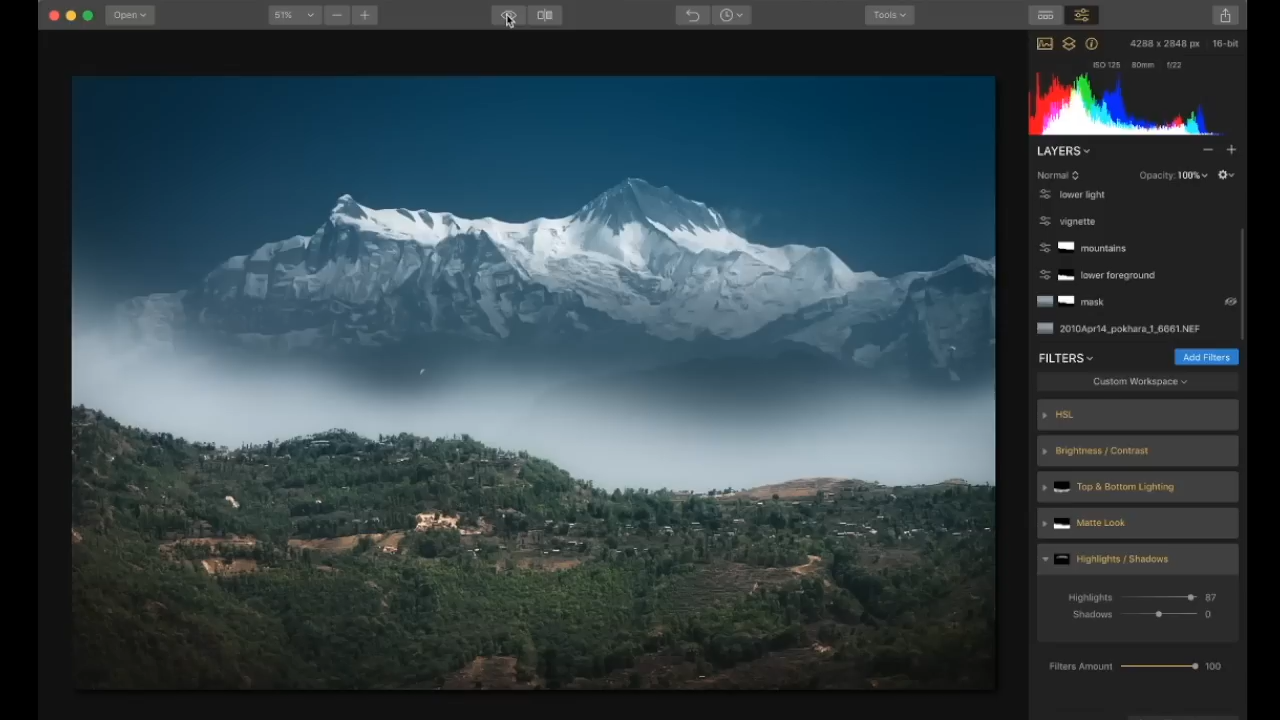 Open
51%
Tools
4288 x 2848 px 16-bit
ISO 125 80mm f/22
LAYERS
Normal Opacity: 100%
lower light
vignette
mountains
lower foreground
mask
2010Apr14_pokhara_1_6661.NEF
FILTERS Add Filters
Custom Workspace
HSL
Brightness / Contrast
Top & Bottom Lighting
Matte Look
Highlights / Shadows
Highlights 87
Shadows 0
Filters Amount 100